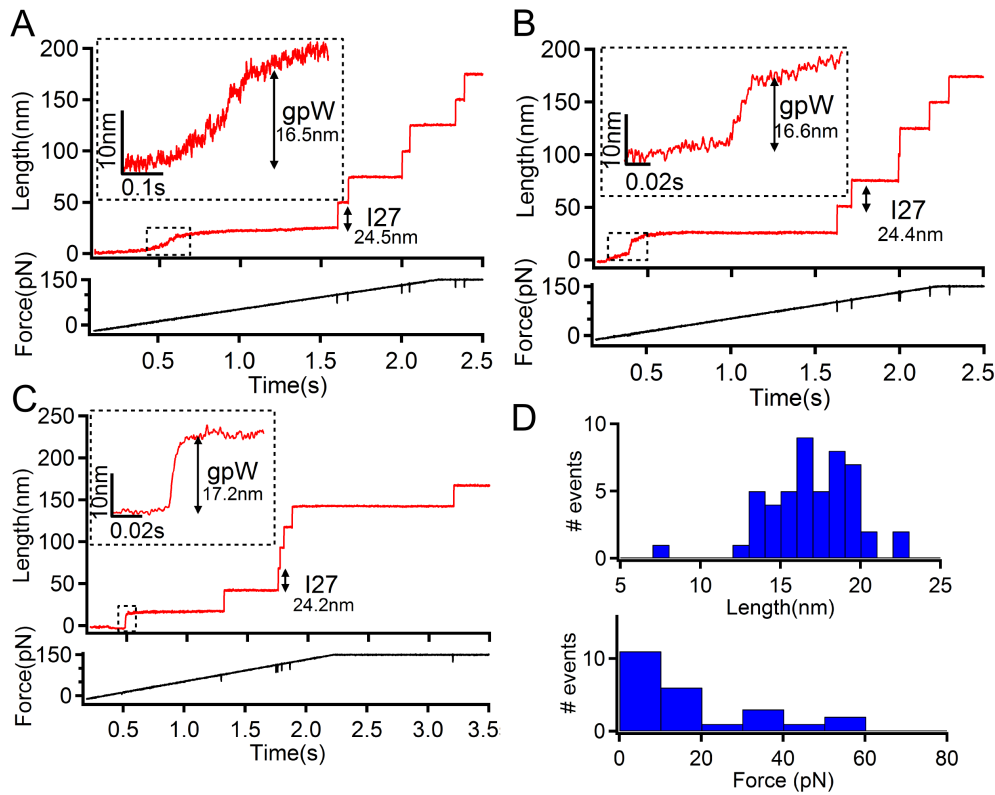 A
200
150
100
50
0
Length(nm)
10nm
0.1s
gpW
16.5nm
I27
24.5nm
150
0
Force(pN)
0.5
1.0
1.5
2.0
2.5
Time(s)
B
200
150
100
50
0
Length(nm)
10nm
0.02s
gpW
16.6nm
I27
24.4nm
150
0
Force(pN)
0.5
1.0
1.5
2.0
2.5
Time(s)
C
250
200
150
100
50
0
Length(nm)
10nm
0.02s
gpW
17.2nm
I27
24.2nm
150
0
Force(pN)
0.5
1.0
1.5
2.0
2.5
3.0
3.5
Time(s)
D
10
5
0
# events
5
10
15
20
25
Length(nm)
10
0
# events
0
20
40
60
80
Force (pN)